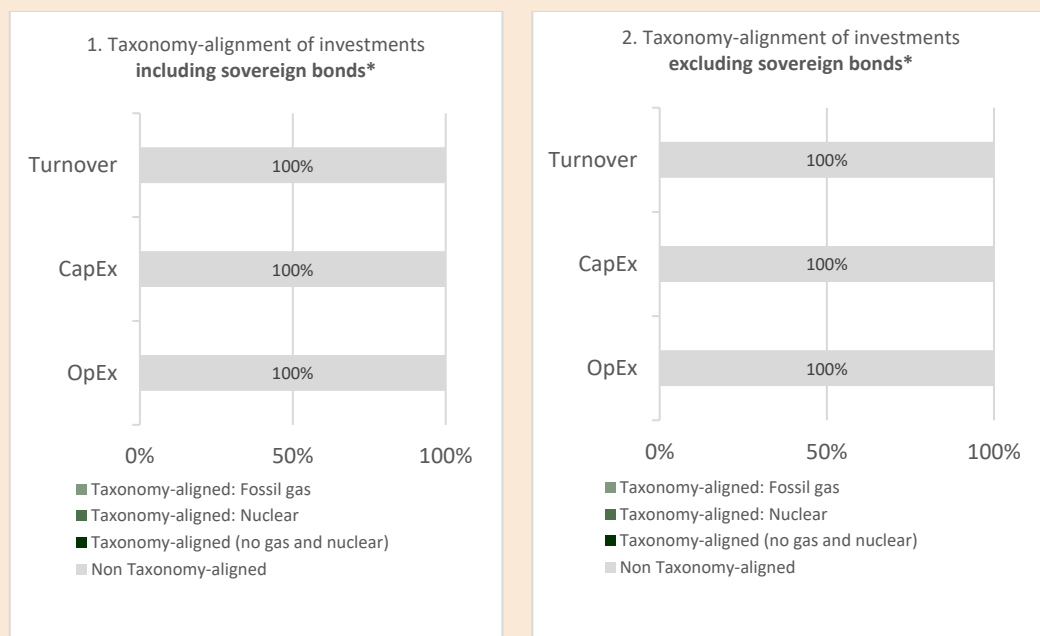 1. Taxonomy-alignment of investments
including sovereign bonds*
Turnover
100%
CapEx
100%
OpEx
100%
0%
50%
100%
Taxonomy-aligned: Fossil gas
Taxonomy-aligned: Nuclear
Taxonomy-aligned (no gas and nuclear)
Non Taxonomy-aligned
2. Taxonomy-alignment of investments
excluding sovereign bonds*
Turnover
100%
CapEx
100%
OpEx
100%
0%
50%
100%
Taxonomy-aligned: Fossil gas
Taxonomy-aligned: Nuclear
Taxonomy-aligned (no gas and nuclear)
Non Taxonomy-aligned